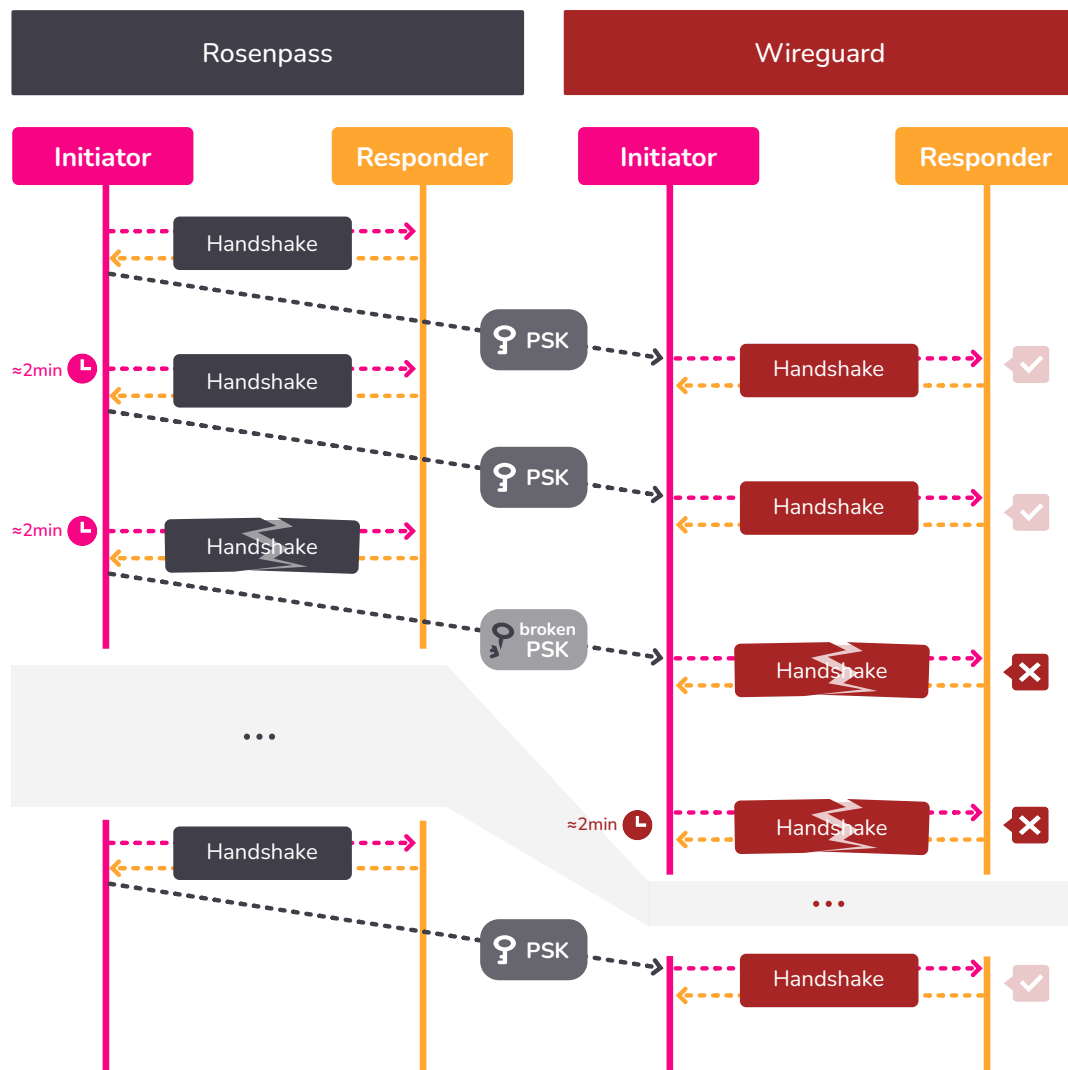 Rosenpass
Wireguard
Initiator
Responder
Initiator
Responder
Handshake
PSK
≈2min
Handshake
Handshake
PSK
Handshake
≈2min
Handshake
broken
PSK
Handshake
...
≈2min
Handshake
Handshake
...
PSK
Handshake